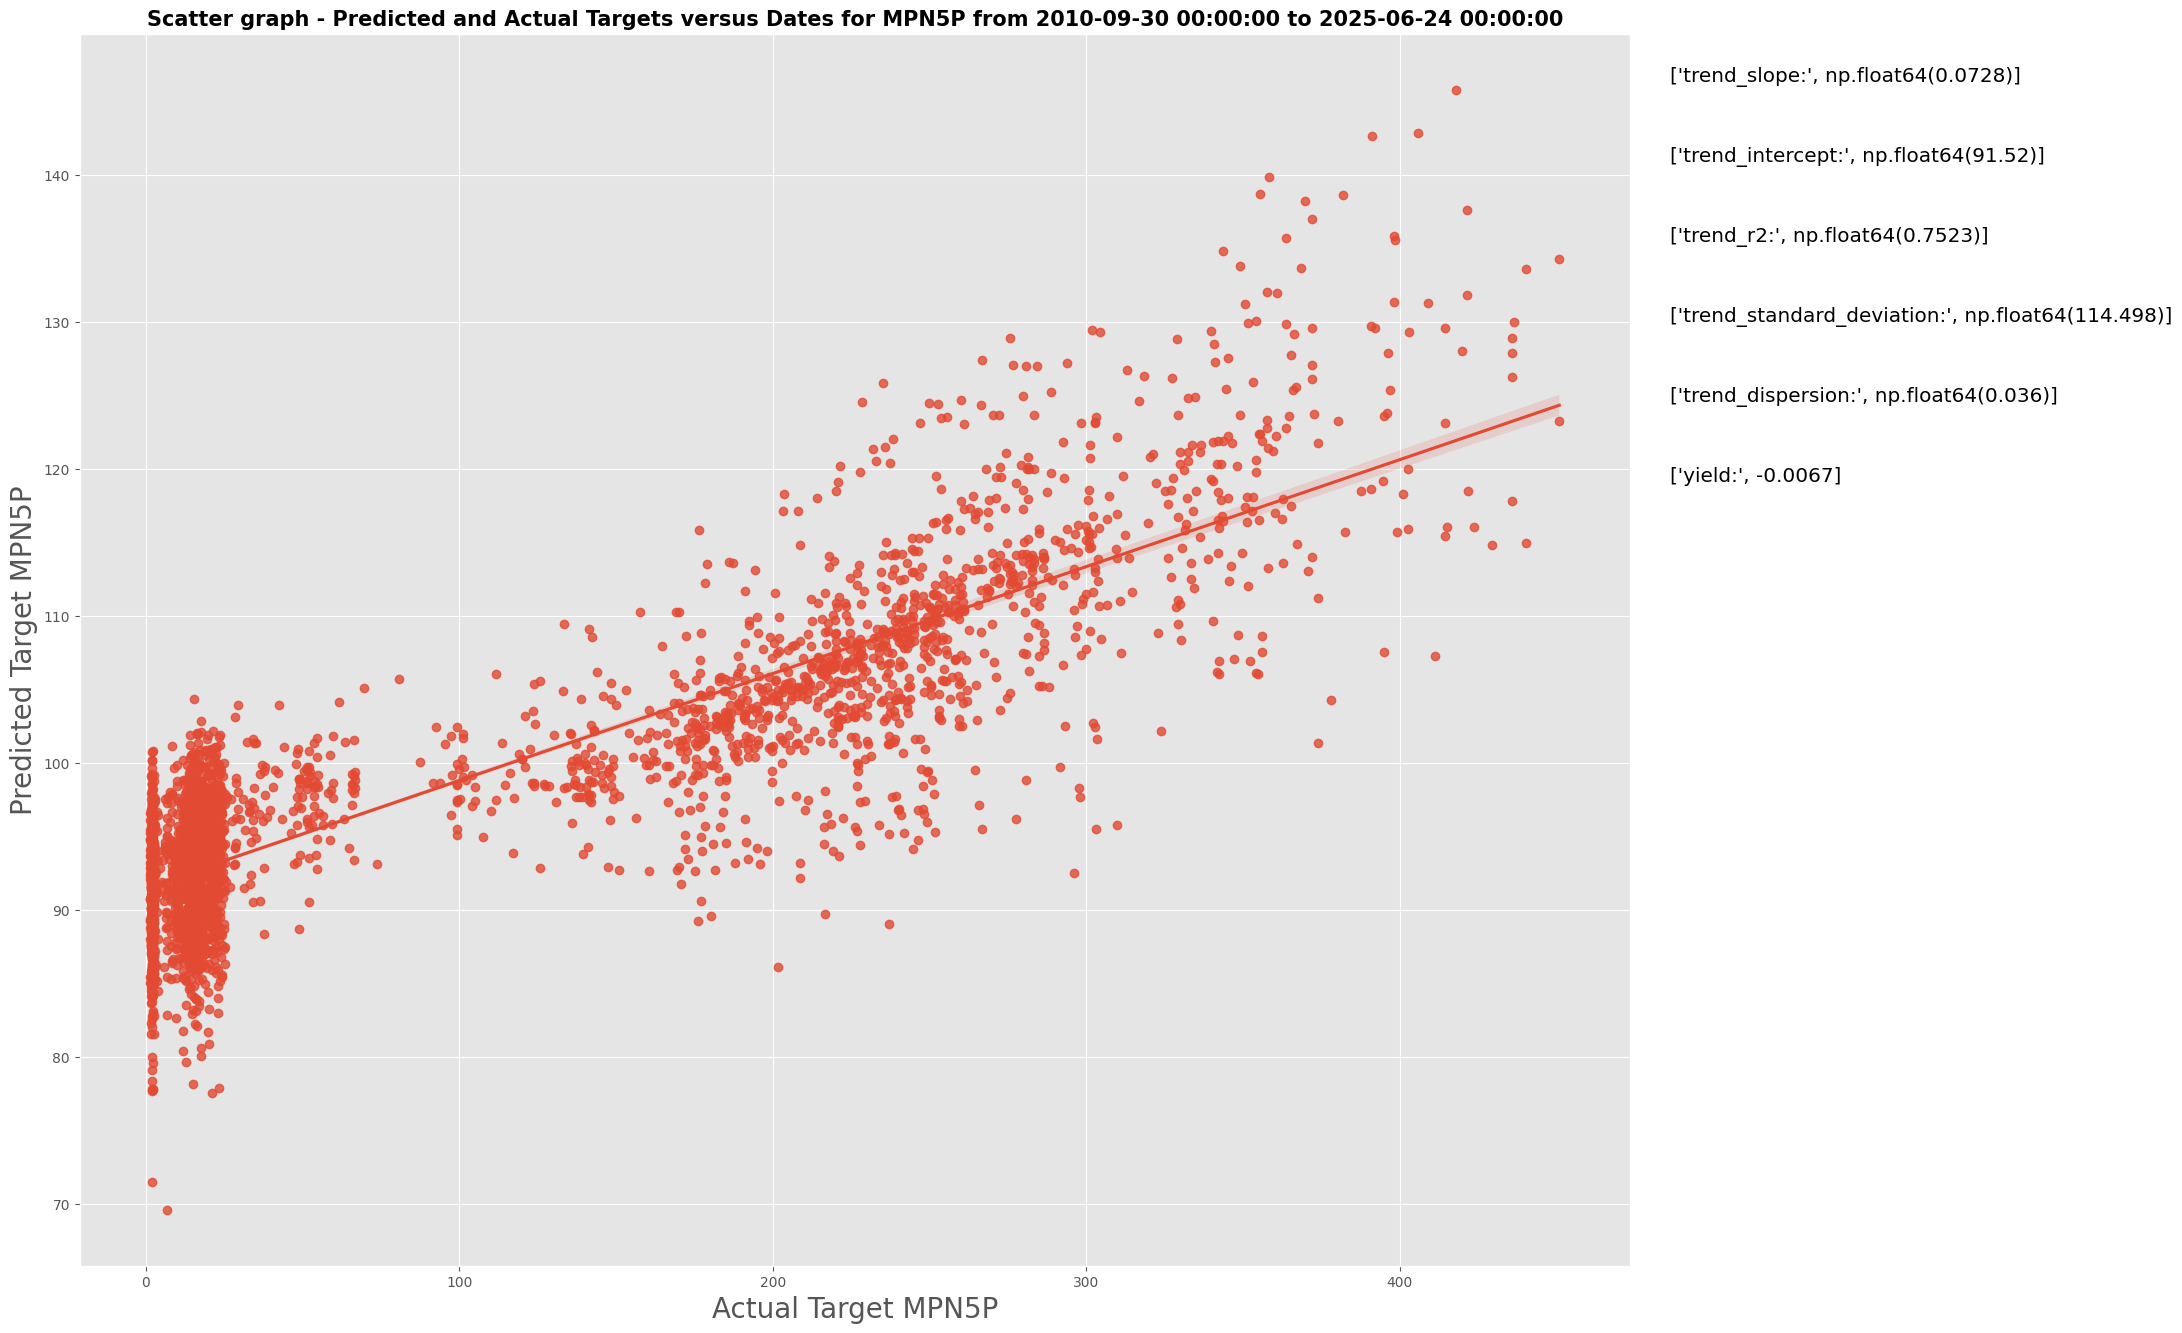 Scatter graph - Predicted and Actual Targets versus Dates for MPN5P from 2010-09-30 00:00:00 to 2025-06-24 00:00:00
['trend_slope:', np.float64(0.0728)]
['trend_intercept:', np.float64(91.52)]
['trend_r2:', np.float64(0.7523)]
['trend_standard_deviation:', np.float64(114.498)]
['trend_dispersion:', np.float64(0.036)]
['yield:', -0.0067]
Predicted Target MPN5P
140
130
120
110
100
90
80
70
0
100
200
300
400
Actual Target MPN5P